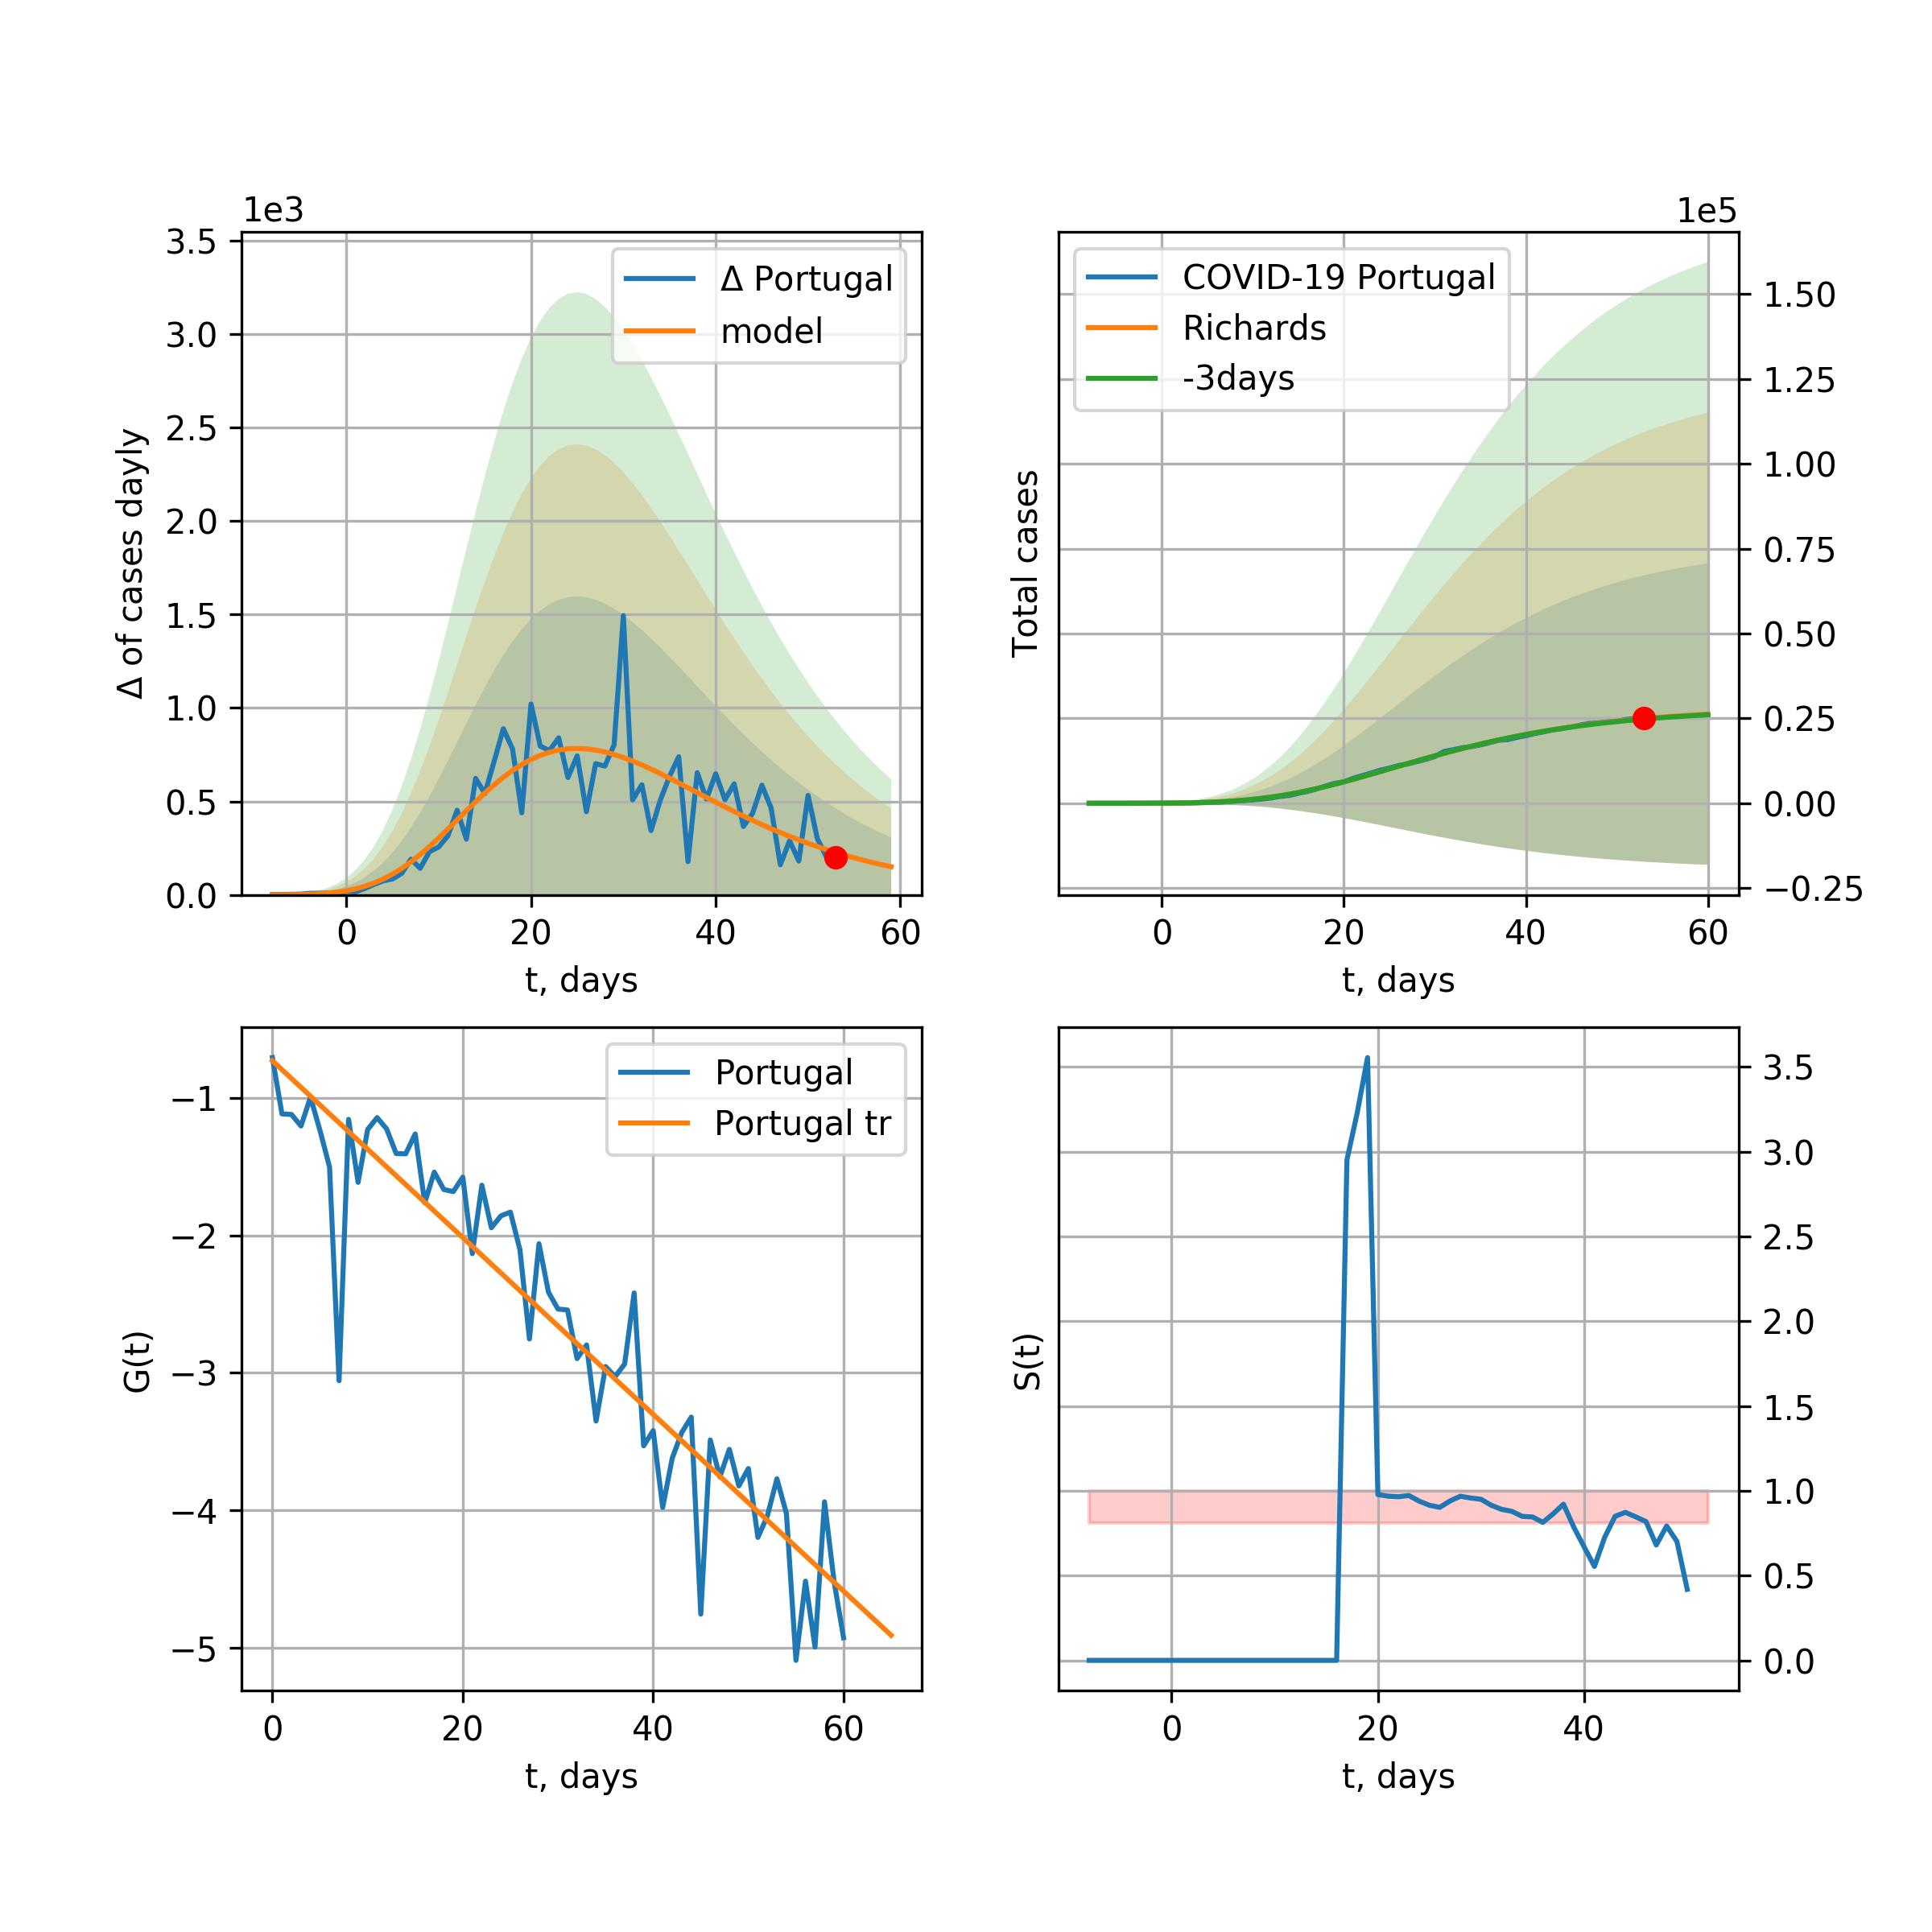 1e3
3.5
3.0
2.5
2.0
1.5
1.0
0.5
0.0
Δ of cases dayly
Δ Portugal
model
0 20 40 60
t, days
1e5
COVID-19 Portugal
Richards
-3days
Total cases
1.50
1.25
1.00
0.75
0.50
0.25
0.00
−0.25
0 20 40 60
t, days
Portugal
Portugal tr
−1
−2
−3
−4
−5
G(t)
0 20 40 60
t, days
S(t)
3.5
3.0
2.5
2.0
1.5
1.0
0.5
0.0
0 20 40
t, days